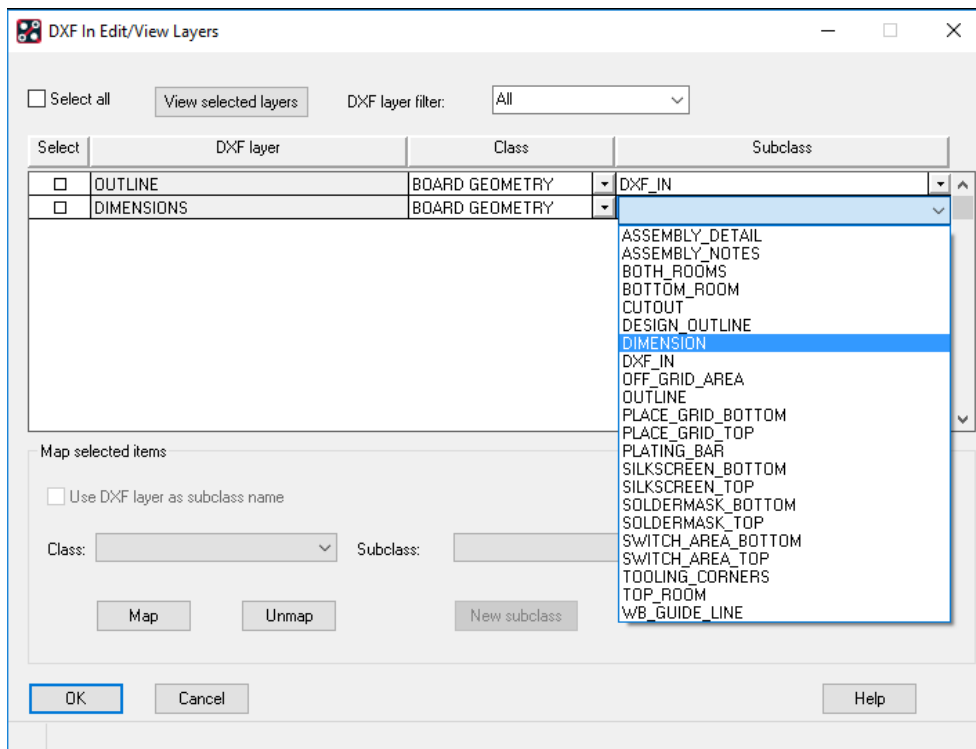 DXF In Edit/View Layers
Select all
View selected layers
DXF layer filter:
All
Select
DXF layer
Class
Subclass
OUTLINE
BOARD GEOMETRY
DXF_IN
DIMENSIONS
BOARD GEOMETRY
ASSEMBLY_DETAIL
ASSEMBLY_NOTES
BOTH_ROOMS
BOTTOM_ROOM
CUTOUT
DESIGN_OUTLINE
DIMENSION
DXF_IN
OFF_GRID_AREA
OUTLINE
PLACE_GRID_BOTTOM
PLACE_GRID_TOP
PLATING_BAR
SILKSCREEN_BOTTOM
SILKSCREEN_TOP
SOLDERMASK_BOTTOM
SOLDERMASK_TOP
SWITCH_AREA_BOTTOM
SWITCH_AREA_TOP
TOOLING_CORNERS
TOP_ROOM
WB_GUIDE_LINE
Map selected items
Use DXF layer as subclass name
Class:
Subclass:
Map
Unmap
New subclass
OK
Cancel
Help